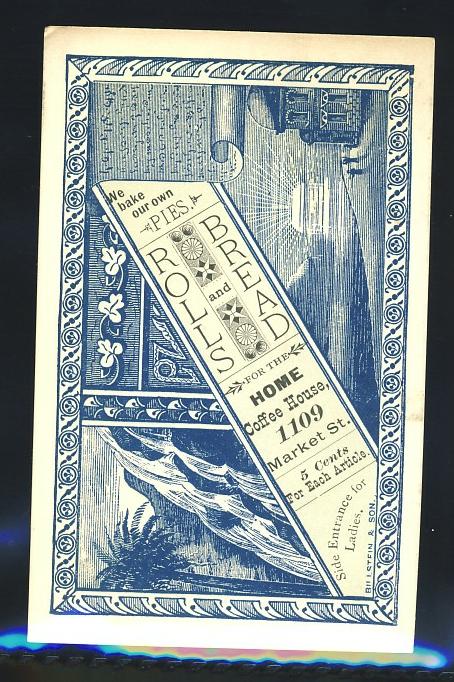 We bake
our own
PIES.
ROLLS
and
BREAD
FOR THE
HOME
Coffee House,
1109
Market St.
5 Cents
For Each Article.
Side Entrance for
Ladies.
BILLSTEIN & SON.